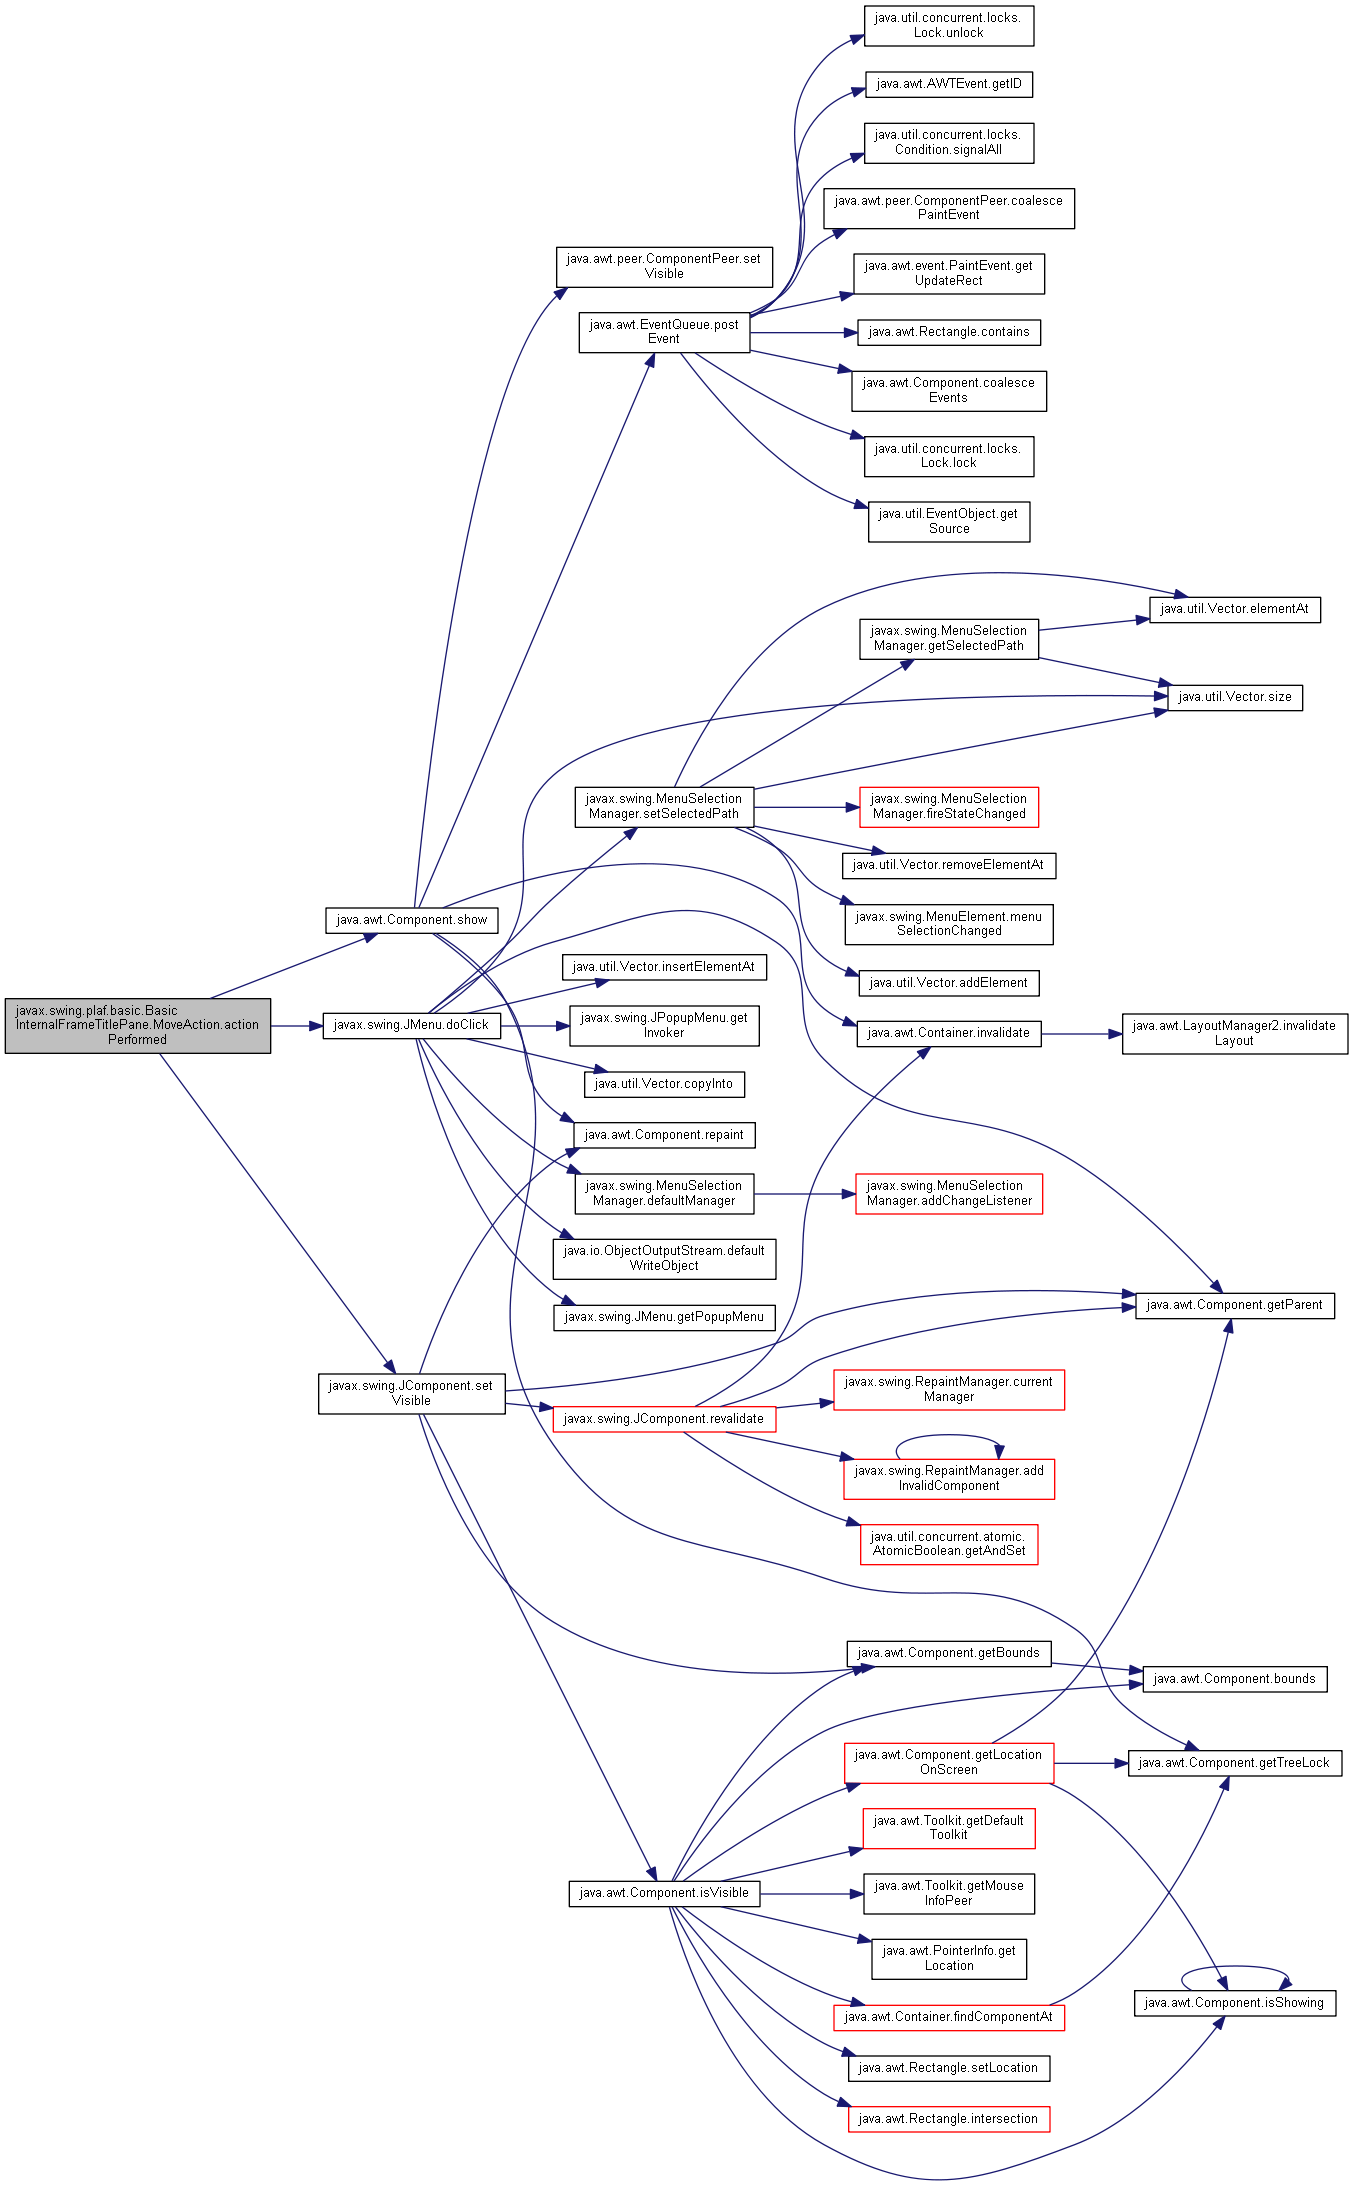 java.util.concurrent.locks.
Lock.unlock
java.awt.AWTEvent.getID
java.util.concurrent.locks.
Condition.signalAll
java.awt.peer.ComponentPeer.coalesce
PaintEvent
java.awt.peer.ComponentPeer.set
Visible
java.awt.event.PaintEvent.get
UpdateRect
java.awt.EventQueue.post
Event
java.awt.Rectangle.contains
java.awt.Component.coalesce
Events
java.util.concurrent.locks.
Lock.lock
java.util.EventObject.get
Source
java.util.Vector.elementAt
javax.swing.MenuSelection
Manager.getSelectedPath
java.util.Vector.size
javax.swing.MenuSelection
Manager.setSelectedPath
javax.swing.MenuSelection
Manager.fireStateChanged
java.util.Vector.removeElementAt
java.awt.Component.show
javax.swing.MenuElement.menu
SelectionChanged
java.util.Vector.insertElementAt
java.util.Vector.addElement
javax.swing.plaf.basic.Basic
InternalFrameTitlePane.MoveAction.action
Performed
javax.swing.JMenu.doClick
javax.swing.JPopupMenu.get
Invoker
java.awt.Container.invalidate
java.awt.LayoutManager2.invalidate
Layout
java.util.Vector.copyInto
java.awt.Component.repaint
javax.swing.MenuSelection
Manager.defaultManager
javax.swing.MenuSelection
Manager.addChangeListener
java.io.ObjectOutputStream.default
WriteObject
javax.swing.JMenu.getPopupMenu
java.awt.Component.getParent
javax.swing.JComponent.set
Visible
javax.swing.RepaintManager.current
Manager
javax.swing.JComponent.revalidate
javax.swing.RepaintManager.add
InvalidComponent
java.util.concurrent.atomic.
AtomicBoolean.getAndSet
java.awt.Component.getBounds
java.awt.Component.bounds
java.awt.Component.getLocation
OnScreen
java.awt.Component.getTreeLock
java.awt.Toolkit.getDefault
Toolkit
java.awt.Component.isVisible
java.awt.Toolkit.getMouse
InfoPeer
java.awt.PointerInfo.get
Location
java.awt.Component.isShowing
java.awt.Container.findComponentAt
java.awt.Rectangle.setLocation
java.awt.Rectangle.intersection